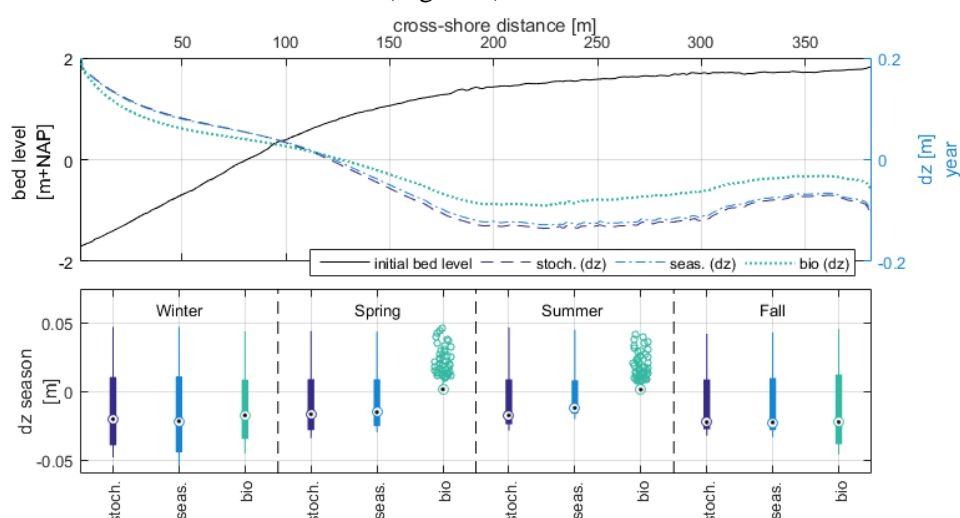 cross-shore distance [m]
50 100 150 200 250 300 350
2 0.2
0 0
-2 -0.2
bed level
[m+NAP]
dz [m]
year
initial bed level stoch. (dz) seas. (dz) bio (dz)
Winter Spring Summer Fall
0.05
0
-0.05
dz season
[m]
stoch. seas. bio stoch. seas. bio stoch. seas. bio stoch. seas. bio